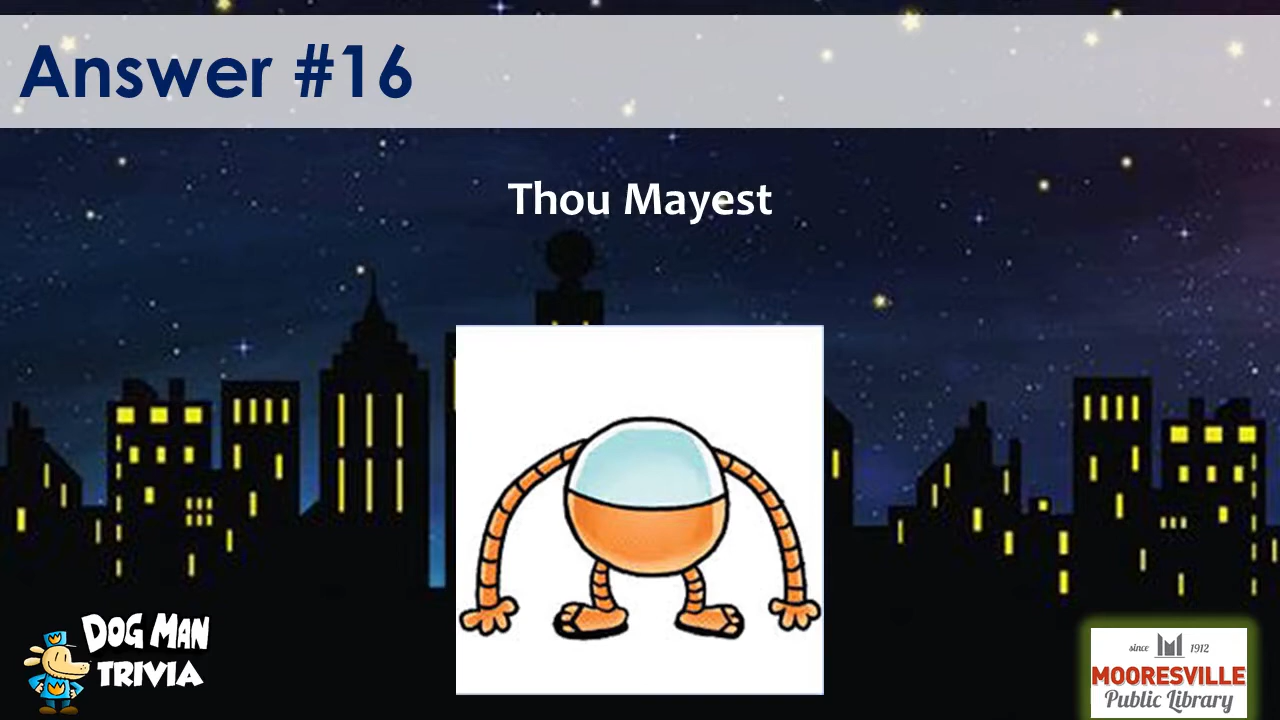 Answer #16
Thou Mayest
DOG MAN
TRIVIA
since 1912
MOORESVILLE
Public Library